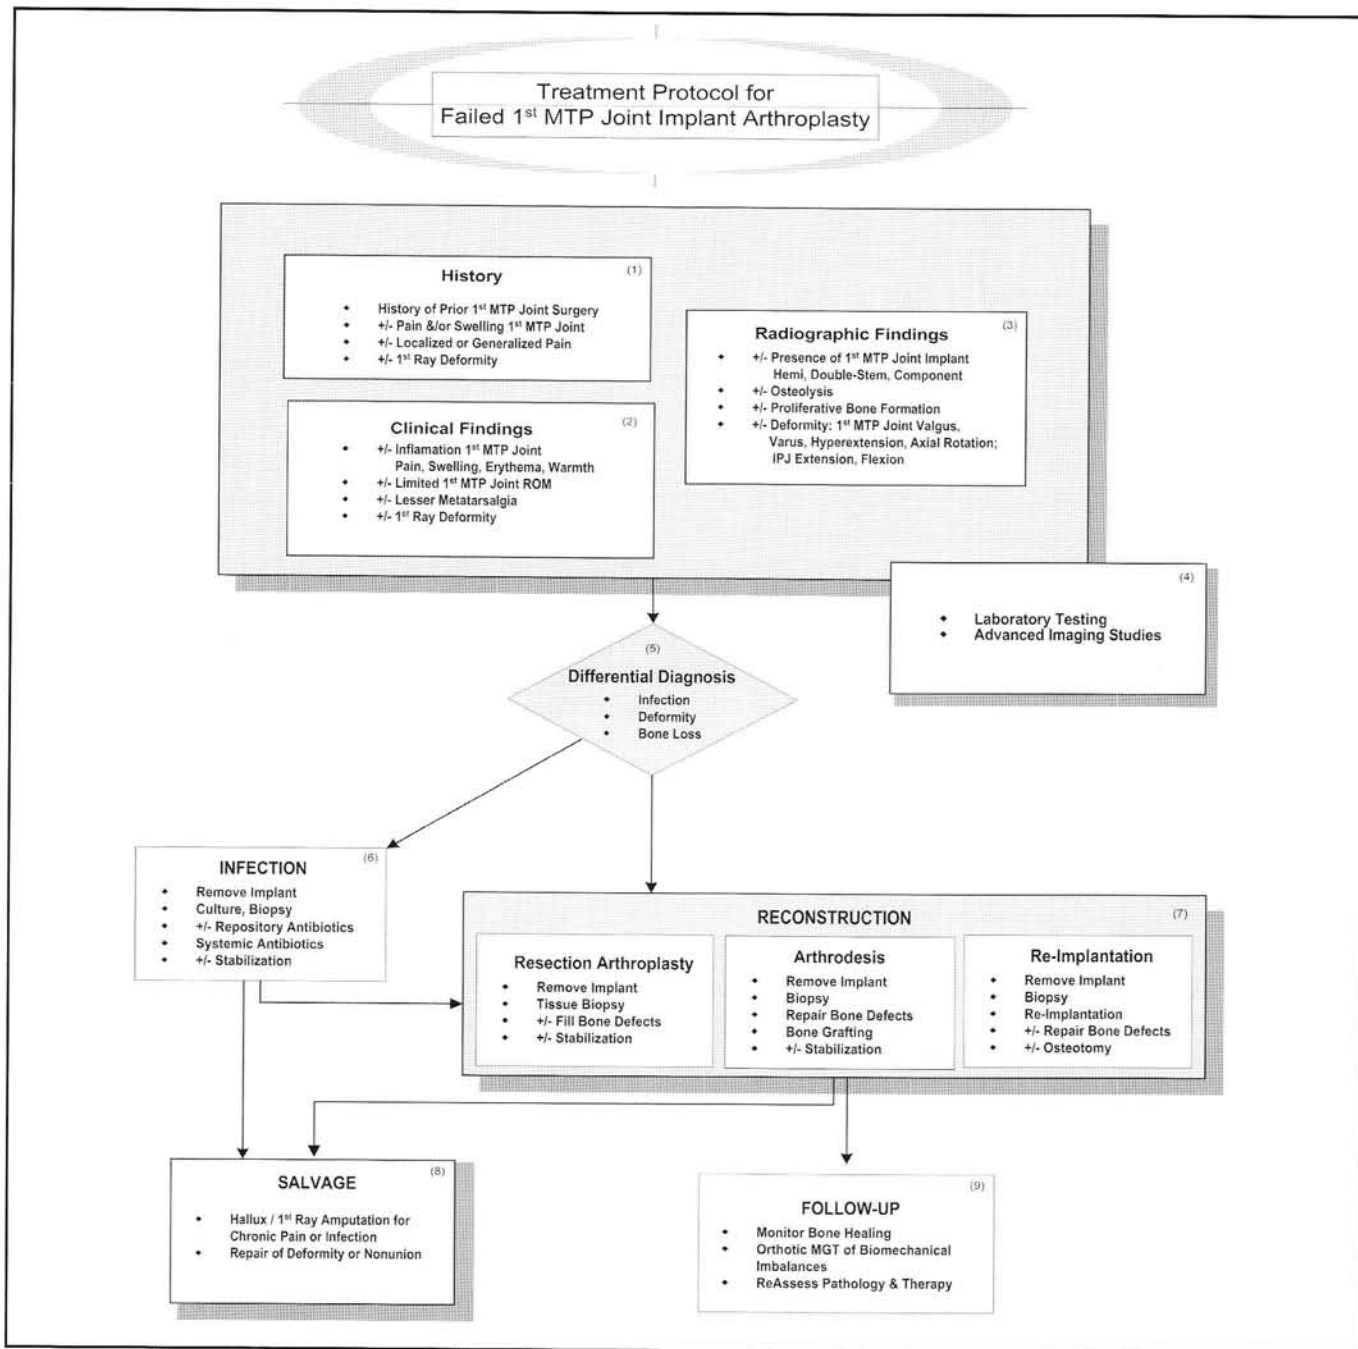 Treatment Protocol for
Failed 1st MTP Joint Implant Arthroplasty
(1)
History
• History of Prior 1st MTP Joint Surgery
• +/- Pain &/or Swelling 1st MTP Joint
• +/- Localized or Generalized Pain
• +/- 1st Ray Deformity
(2)
Clinical Findings
• +/- Inflamation 1st MTP Joint
Pain, Swelling, Erythema, Warmth
• +/- Limited 1st MTP Joint ROM
• +/- Lesser Metatarsalgia
• +/- 1st Ray Deformity
(3)
Radiographic Findings
• +/- Presence of 1st MTP Joint Implant
Hemi, Double-Stem, Component
• +/- Osteolysis
• +/- Proliferative Bone Formation
• +/- Deformity: 1st MTP Joint Valgus,
Varus, Hyperextension, Axial Rotation;
IPJ Extension, Flexion
(4)
• Laboratory Testing
• Advanced Imaging Studies
(5)
Differential Diagnosis
• Infection
• Deformity
• Bone Loss
(6)
INFECTION
• Remove Implant
• Culture, Biopsy
• +/- Repository Antibiotics
• Systemic Antibiotics
• +/- Stabilization
(7)
RECONSTRUCTION
Resection Arthroplasty
• Remove Implant
• Tissue Biopsy
• +/- Fill Bone Defects
• +/- Stabilization
Arthrodesis
• Remove Implant
• Biopsy
• Repair Bone Defects
• Bone Grafting
• +/- Stabilization
Re-Implantation
• Remove Implant
• Biopsy
• Re-Implantation
• +/- Repair Bone Defects
• +/- Osteotomy
(8)
SALVAGE
• Hallux / 1st Ray Amputation for
Chronic Pain or Infection
• Repair of Deformity or Nonunion
(9)
FOLLOW-UP
• Monitor Bone Healing
• Orthotic MGT of Biomechanical
Imbalances
• ReAssess Pathology & Therapy